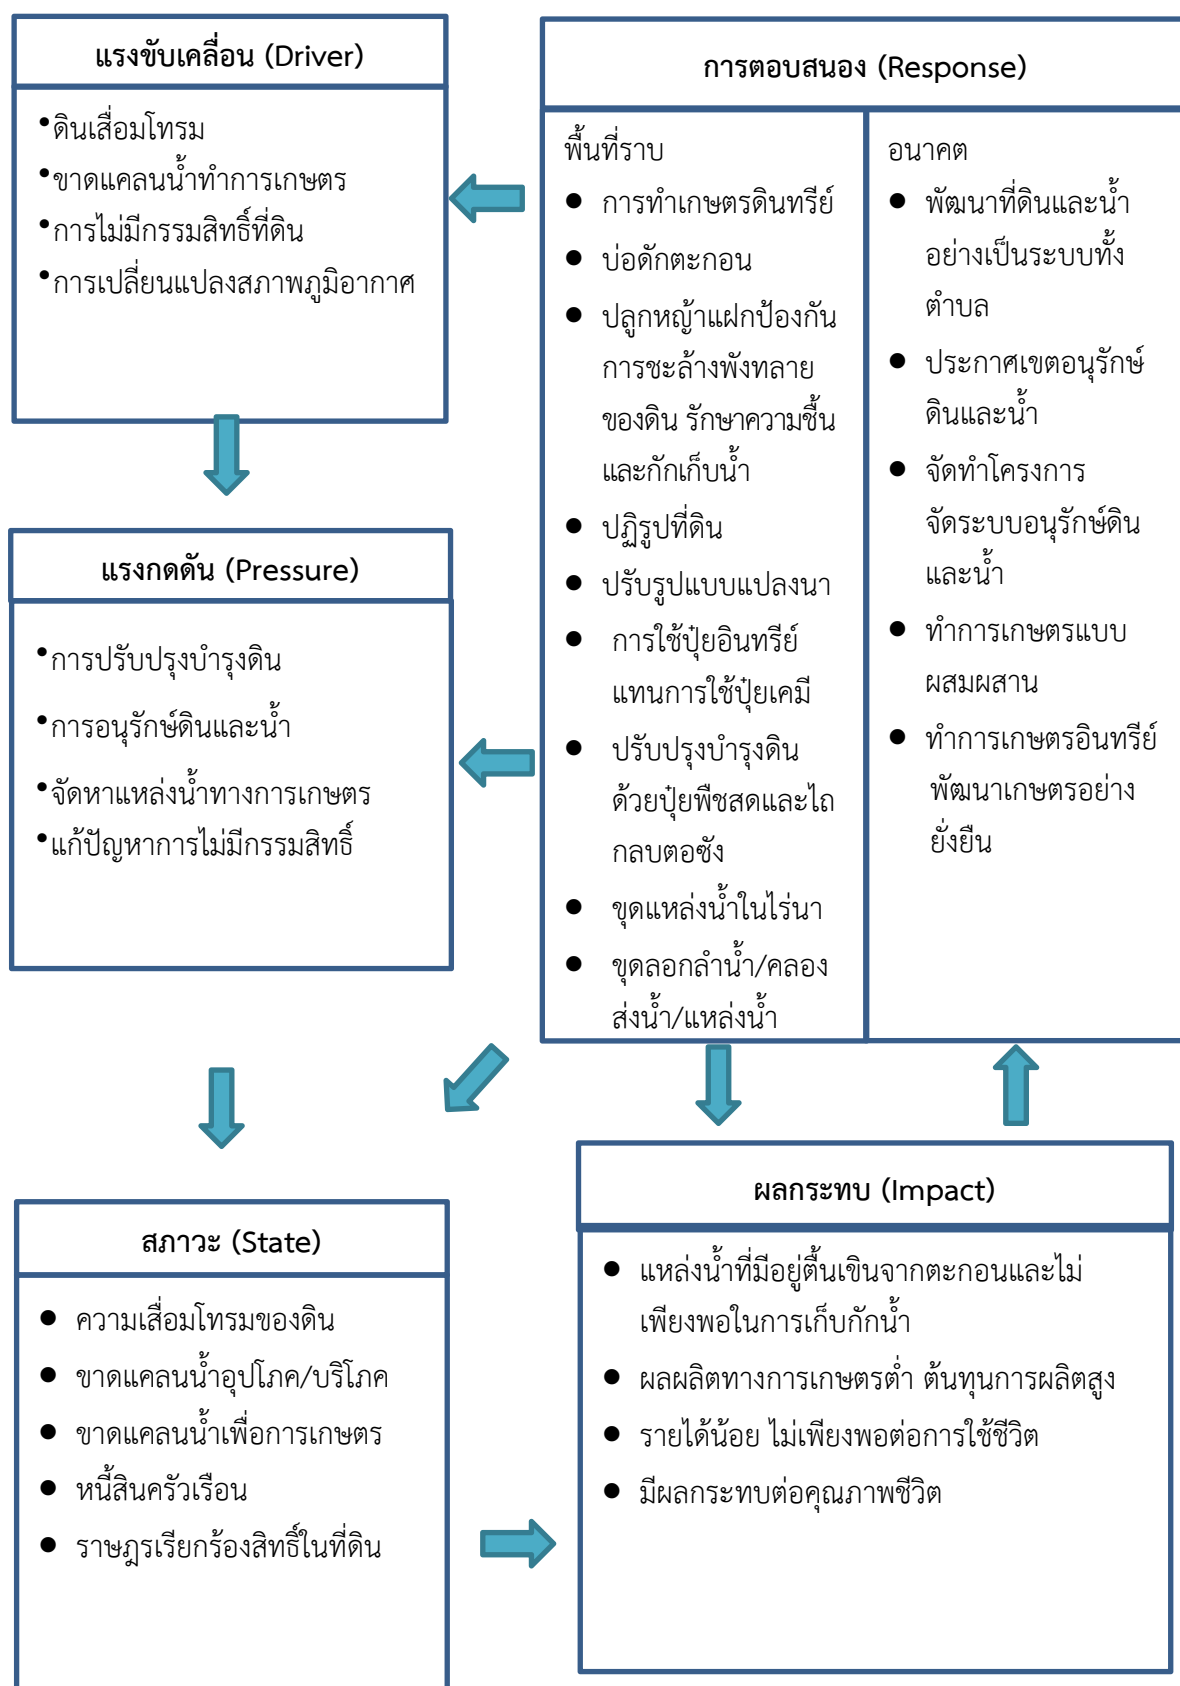 แรงขับเคลื่อน (Driver)
•ดินเสื่อมโทรม
•ขาดแคลนน้ำทำการเกษตร
•การไม่มีกรรมสิทธิ์ที่ดิน
•การเปลี่ยนแปลงสภาพภูมิอากาศ
แรงกดดัน (Pressure)
•การปรับปรุงบำรุงดิน
•การอนุรักษ์ดินและน้ำ
•จัดหาแหล่งน้ำทางการเกษตร
•แก้ปัญหาการไม่มีกรรมสิทธิ์
การตอบสนอง (Response)
พื้นที่ราบ
● การทำเกษตรดินทรีย์
● บ่อดักตะกอน
● ปลูกหญ้าแฝกป้องกัน
การชะล้างพังทลาย
ของดิน รักษาความชื้น
และกักเก็บน้ำ
● ปฏิรูปที่ดิน
● ปรับรูปแบบแปลงนา
● การใช้ปุ๋ยอินทรีย์
แทนการใช้ปุ๋ยเคมี
● ปรับปรุงบำรุงดิน
ด้วยปุ๋ยพืชสดและไถ
กลบตอซัง
● ขุดแหล่งน้ำในไร่นา
● ขุดลอกลำน้ำ/คลอง
ส่งน้ำ/แหล่งน้ำ
อนาคต
● พัฒนาที่ดินและน้ำ
อย่างเป็นระบบทั้ง
ตำบล
● ประกาศเขตอนุรักษ์
ดินและน้ำ
● จัดทำโครงการ
จัดระบบอนุรักษ์ดิน
และน้ำ
● ทำการเกษตรแบบ
ผสมผสาน
● ทำการเกษตรอินทรีย์
พัฒนาเกษตรอย่าง
ยั่งยืน
สภาวะ (State)
● ความเสื่อมโทรมของดิน
● ขาดแคลนน้ำอุปโภค/บริโภค
● ขาดแคลนน้ำเพื่อการเกษตร
● หนี้สินครัวเรือน
● ราษฎรเรียกร้องสิทธิ์ในที่ดิน
ผลกระทบ (Impact)
● แหล่งน้ำที่มีอยู่ตื้นเขินจากตะกอนและไม่
เพียงพอในการเก็บกักน้ำ
● ผลผลิตทางการเกษตรต่ำ ต้นทุนการผลิตสูง
● รายได้น้อย ไม่เพียงพอต่อการใช้ชีวิต
● มีผลกระทบต่อคุณภาพชีวิต